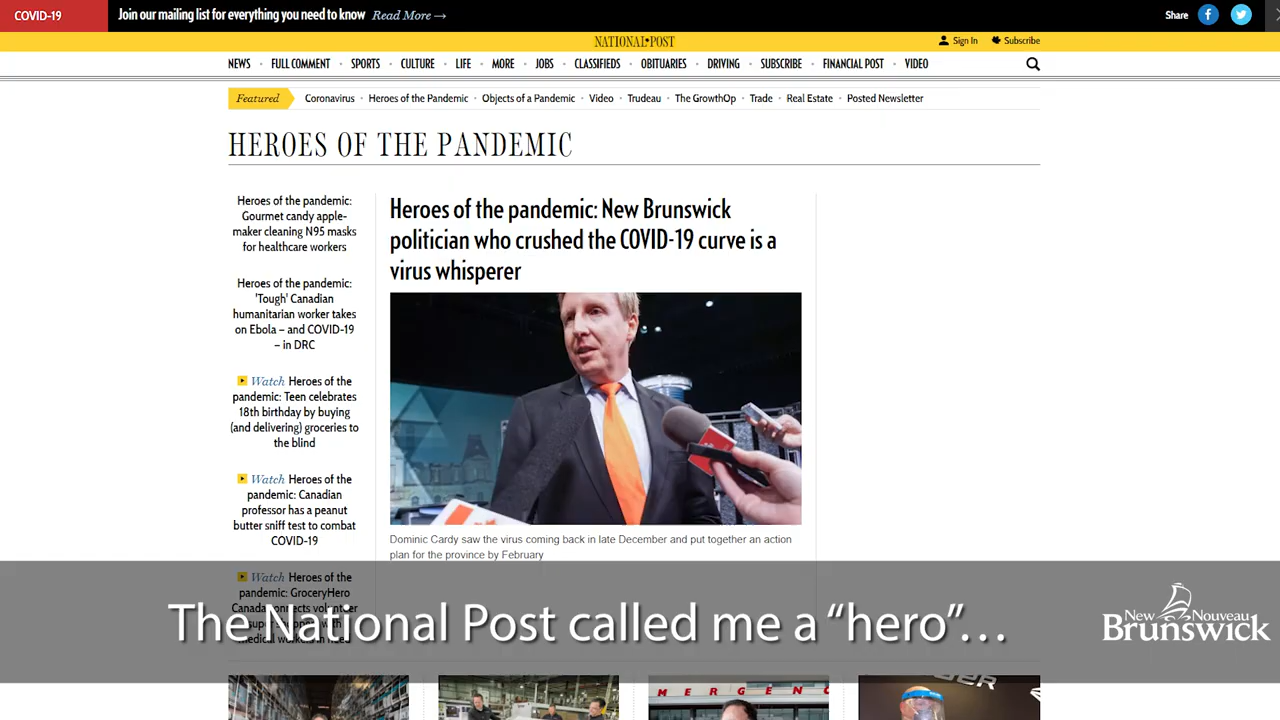 COVID-19
Join our mailing list for everything you need to know Read More →
Share
NATIONAL POST
Sign In
Subscribe
NEWS • FULL COMMENT • SPORTS • CULTURE • LIFE • MORE • JOBS • CLASSIFIEDS • OBITUARIES • DRIVING • SUBSCRIBE • FINANCIAL POST • VIDEO
Featured
Coronavirus • Heroes of the Pandemic • Objects of a Pandemic • Video • Trudeau • The GrowthOp • Trade • Real Estate • Posted Newsletter
HEROES OF THE PANDEMIC
Heroes of the pandemic:
Gourmet candy apple-
maker cleaning N95 masks
for healthcare workers
Heroes of the pandemic:
'Tough' Canadian
humanitarian worker takes
on Ebola – and COVID-19
– in DRC
Watch Heroes of the
pandemic: Teen celebrates
18th birthday by buying
(and delivering) groceries to
the blind
Watch Heroes of the
pandemic: Canadian
professor has a peanut
butter sniff test to combat
COVID-19
Watch Heroes of the
pandemic: GroceryHero
Heroes of the pandemic: New Brunswick
politician who crushed the COVID-19 curve is a
virus whisperer
Dominic Cardy saw the virus coming back in late December and put together an action
plan for the province by February
The National Post called me a “hero”…
New Nouveau
Brunswick